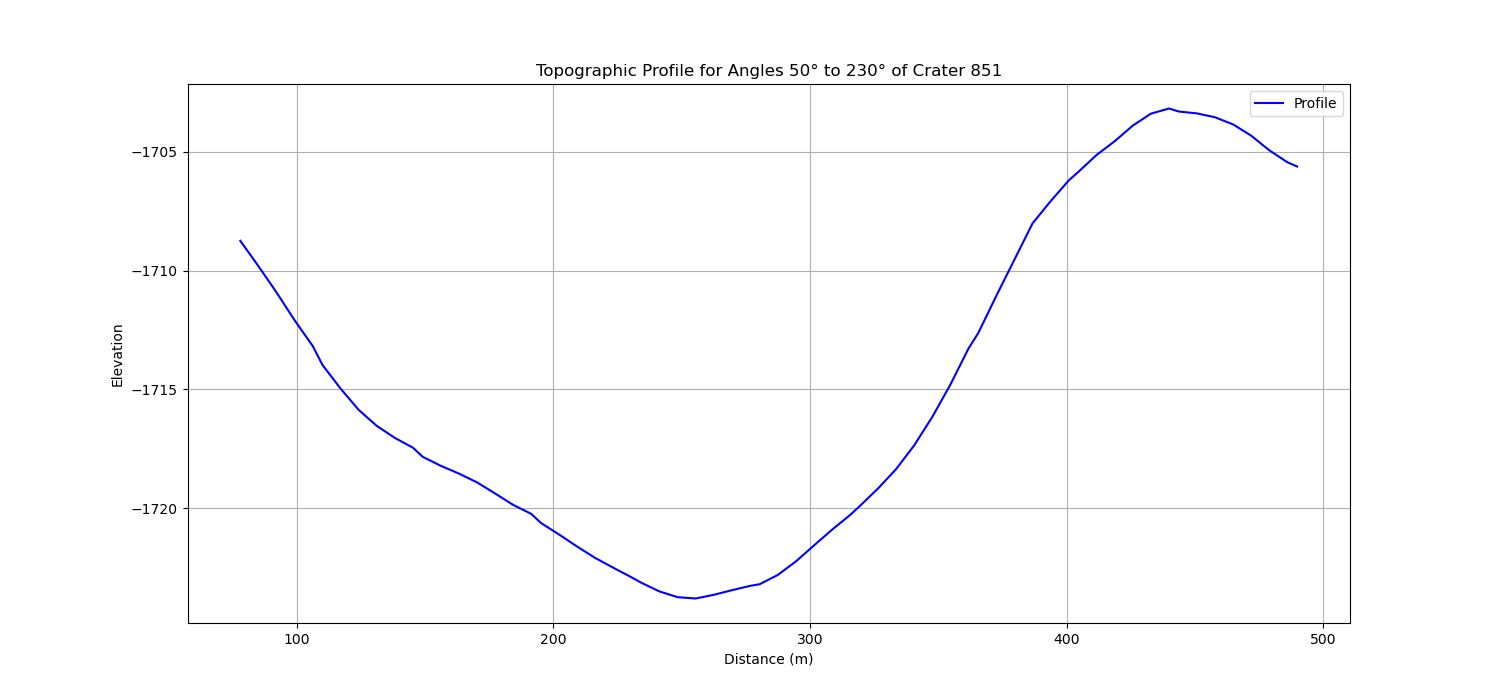 Topographic Profile for Angles 50° to 230° of Crater 851
Profile
−1705
−1710
−1715
−1720
Elevation
100
200
300
400
500
Distance (m)